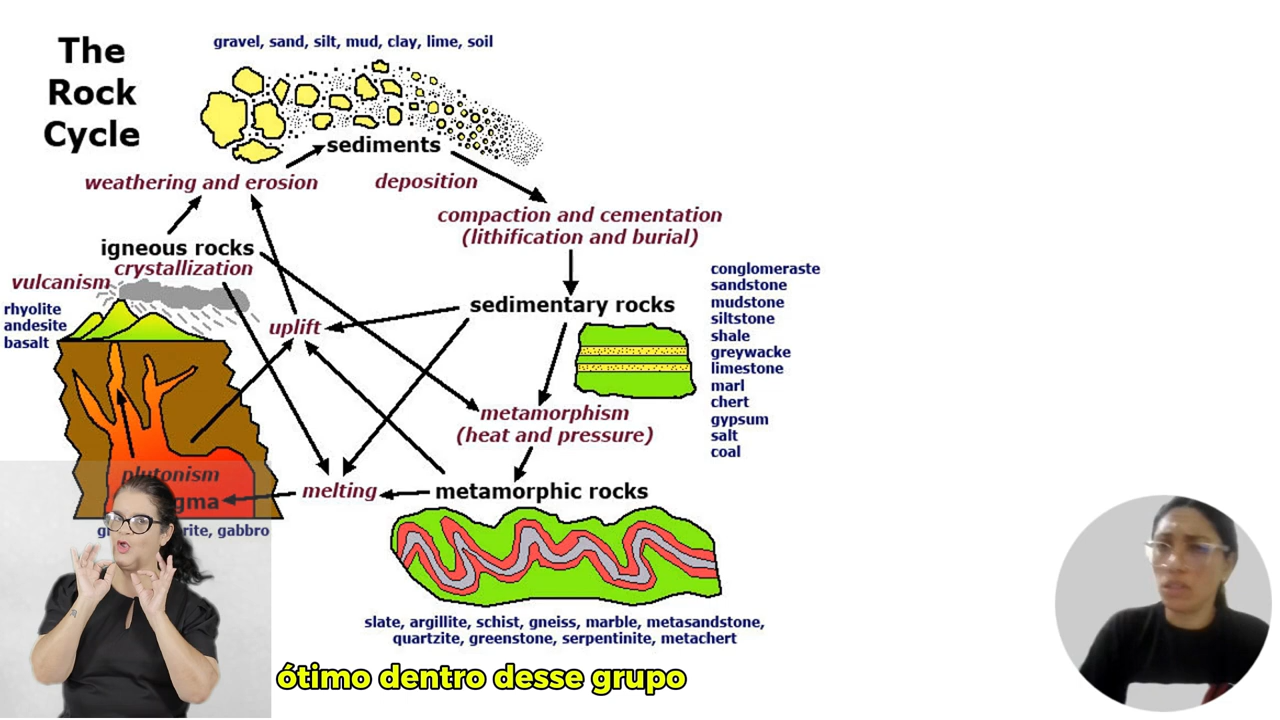 The
Rock
Cycle
gravel, sand, silt, mud, clay, lime, soil
sediments
weathering and erosion
deposition
compaction and cementation
(lithification and burial)
igneous rocks
crystallization
vulcanism
rhyolite
andesite
basalt
uplift
sedimentary rocks
conglomeraste
sandstone
mudstone
siltstone
shale
greywacke
limestone
marl
chert
gypsum
salt
coal
metamorphism
(heat and pressure)
plutonism
melting
metamorphic rocks
gabbro
slate, argillite, schist, gneiss, marble, metasandstone,
quartzite, greenstone, serpentinite, metachert
ótimo dentro desse grupo